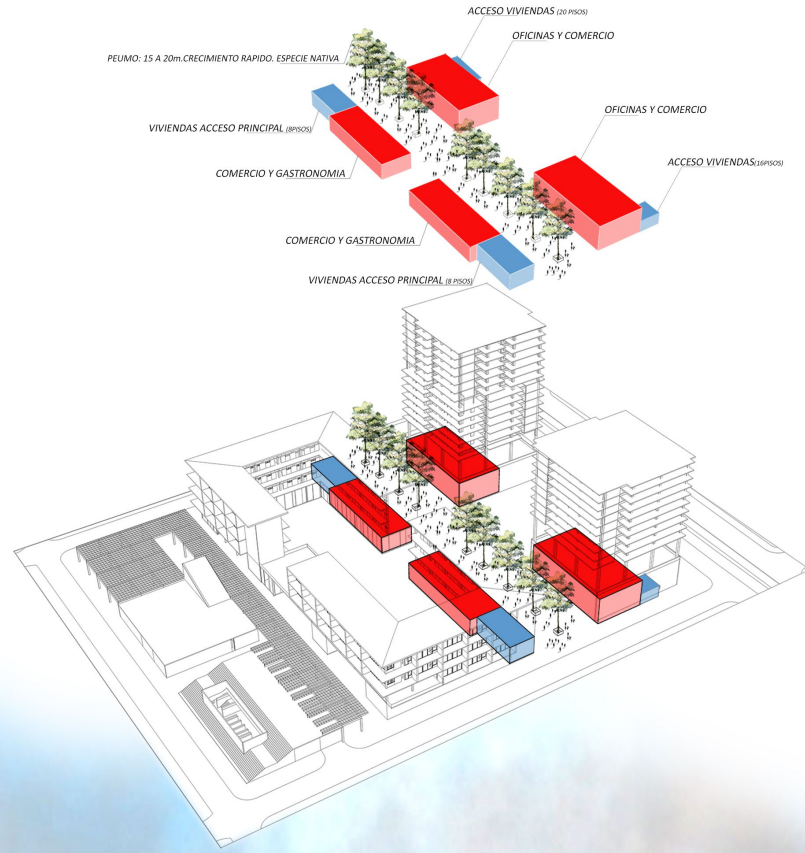 ACCESO VIVIENDAS (20 PISOS)
OFICINAS Y COMERCIO
PEUMO: 15 A 20m.CRECIMIENTO RAPIDO. ESPECIE NATIVA
OFICINAS Y COMERCIO
VIVIENDAS ACCESO PRINCIPAL (8PISOS)
ACCESO VIVIENDAS(16PISOS)
COMERCIO Y GASTRONOMIA
COMERCIO Y GASTRONOMIA
VIVIENDAS ACCESO PRINCIPAL (8 PISOS)